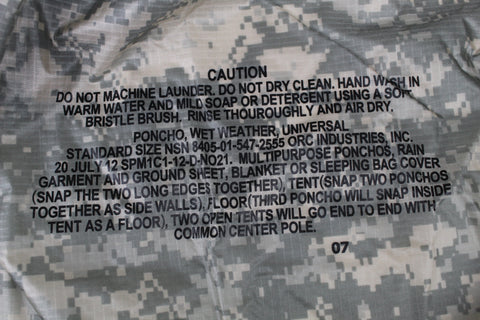 CAUTION
DO NOT MACHINE LAUNDER. DO NOT DRY CLEAN. HAND WASH IN
WARM WATER AND MILD SOAP OR DETERGENT USING A SOFT
BRISTLE BRUSH. RINSE THOUROUGHLY AND AIR DRY.
PONCHO, WET WEATHER, UNIVERSAL
STANDARD SIZE NSN 8405-01-547-2555 ORC INDUSTRIES, INC.
20 JULY 12 SPM1C1-12-D-NO21. MULTIPURPOSE PONCHOS, RAIN
GARMENT AND GROUND SHEET, BLANKET OR SLEEPING BAG COVER
(SNAP THE TWO LONG EDGES TOGETHER), TENT(SNAP TWO PONCHOS
TOGETHER AS SIDE WALLS), FLOOR(THIRD PONCHO WILL SNAP INSIDE
TENT AS A FLOOR), TWO OPEN TENTS WILL GO END TO END WITH
COMMON CENTER POLE.
07